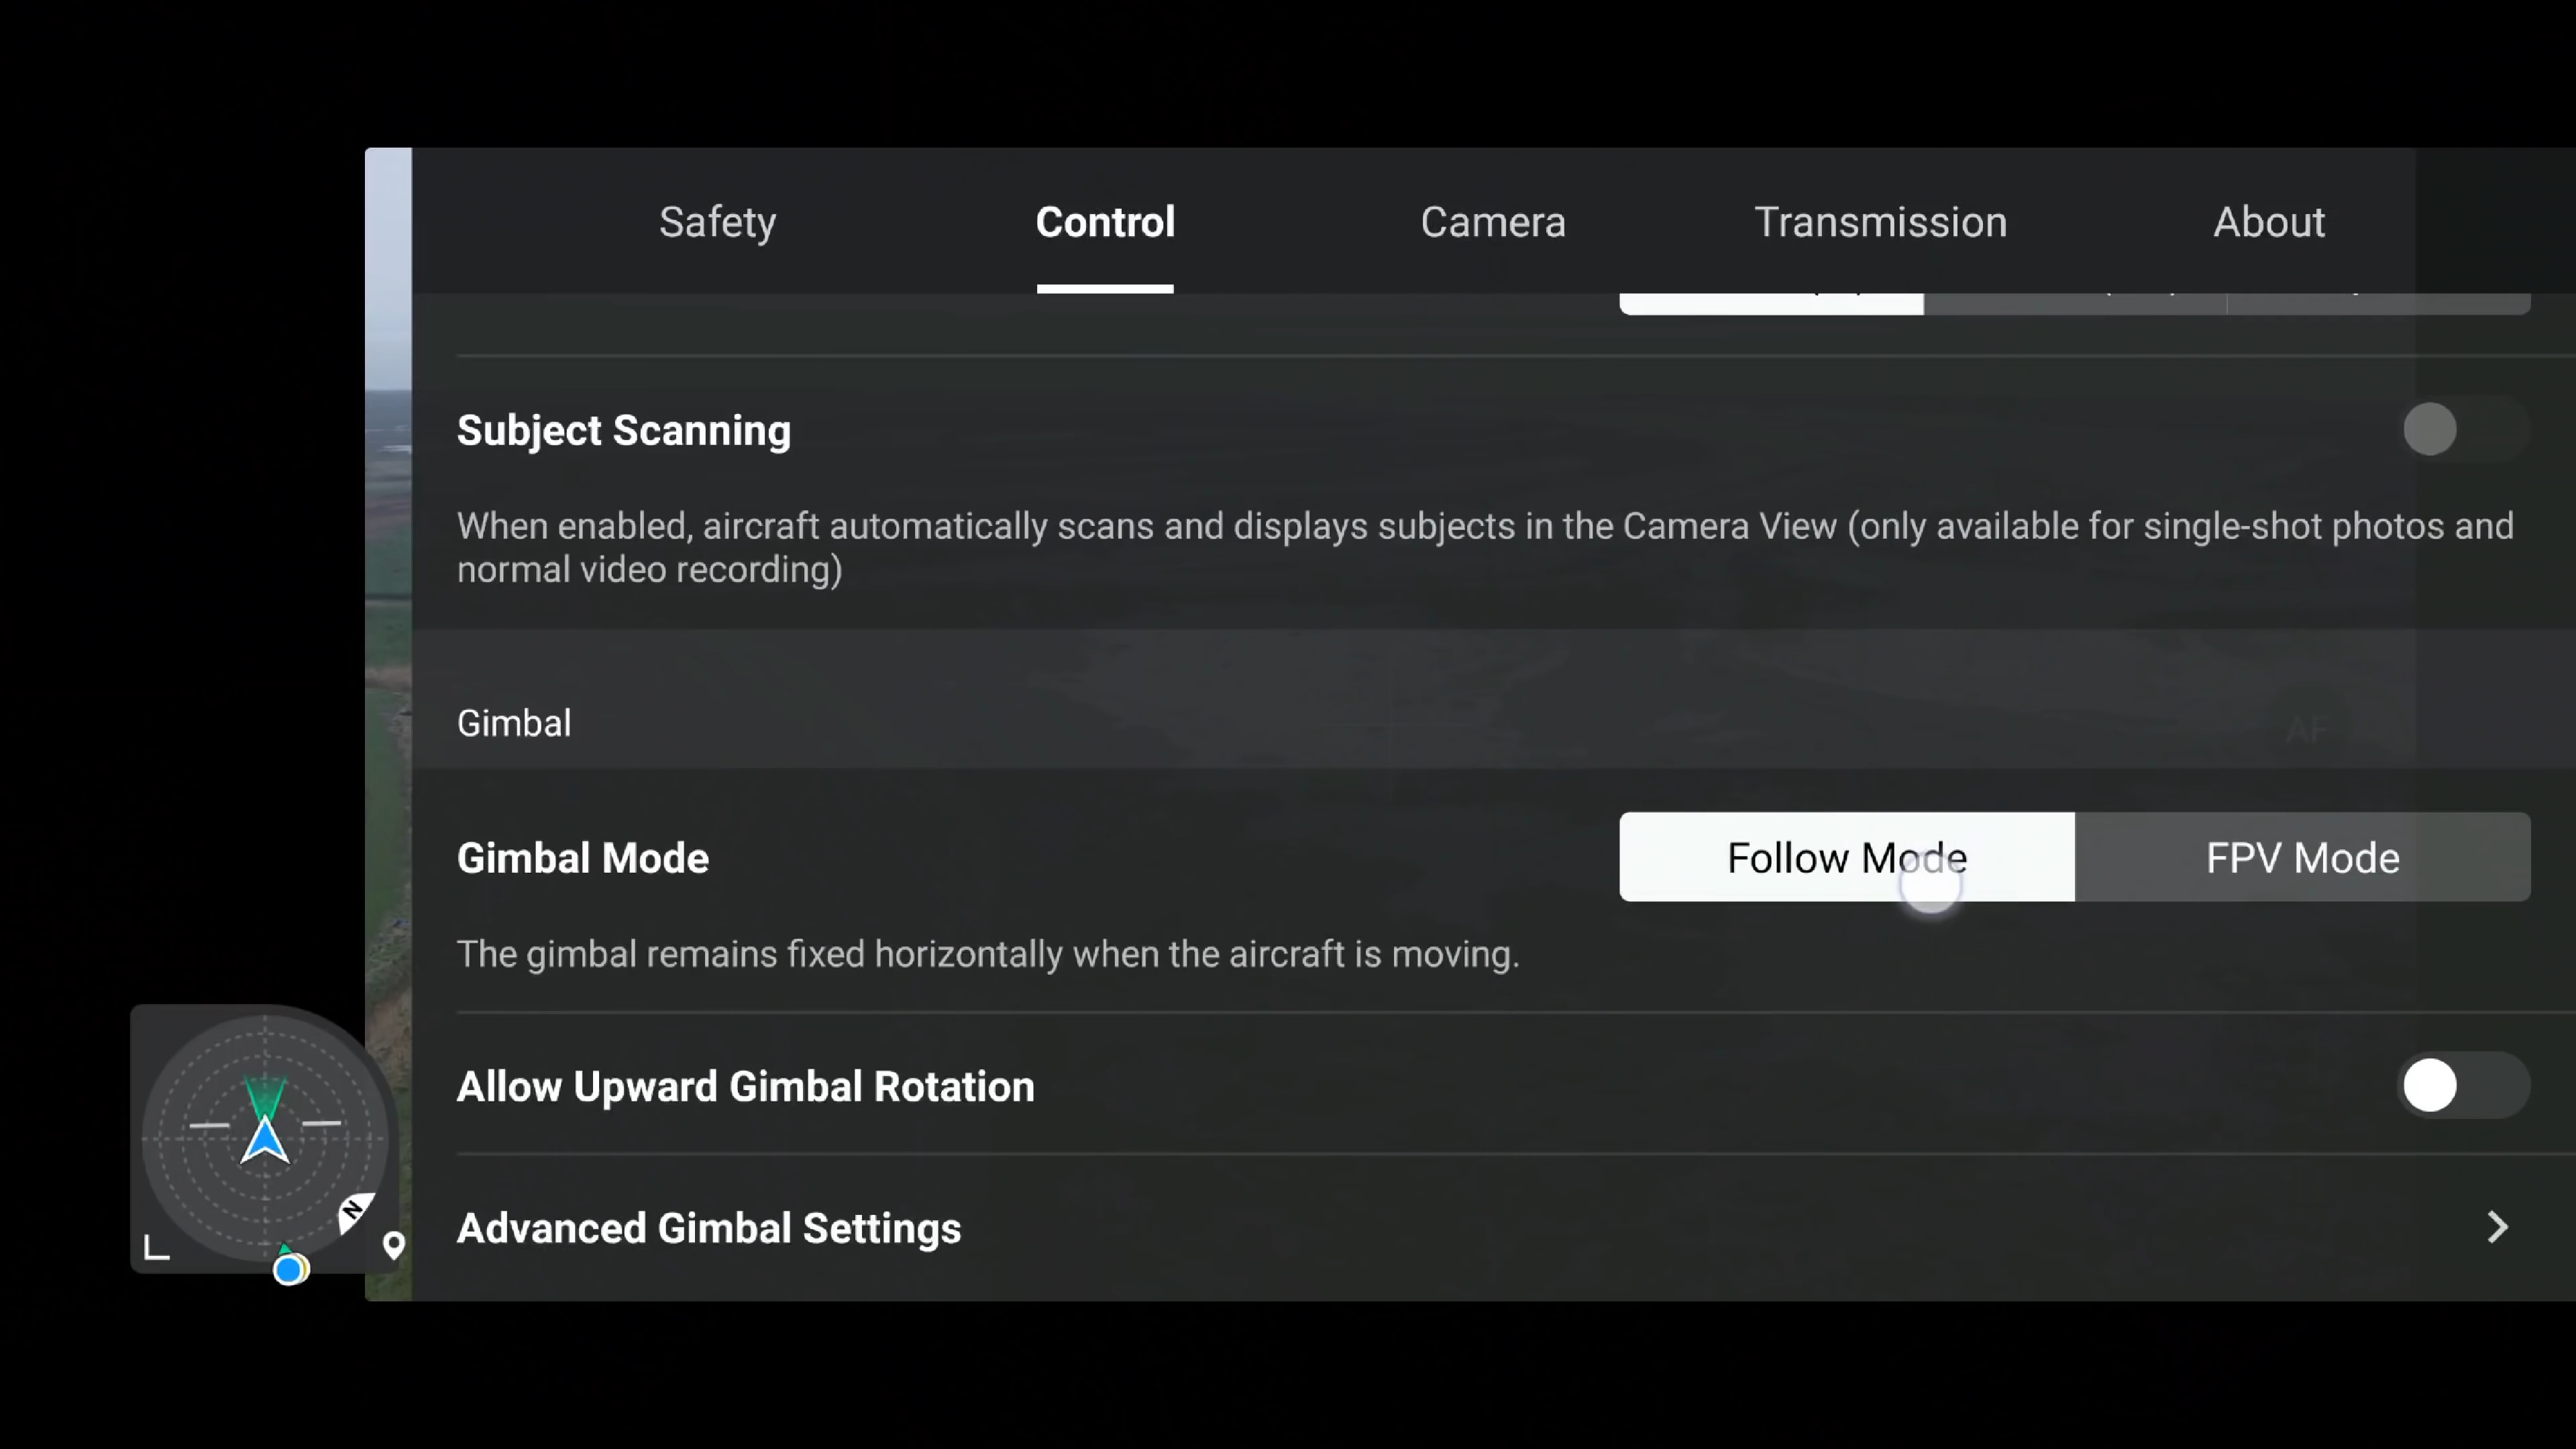 Safety Control Camera Transmission About
Subject Scanning
When enabled, aircraft automatically scans and displays subjects in the Camera View (only available for single-shot photos and
normal video recording)
Gimbal
AF
Gimbal Mode
Follow Mode FPV Mode
The gimbal remains fixed horizontally when the aircraft is moving.
Allow Upward Gimbal Rotation
N
Advanced Gimbal Settings